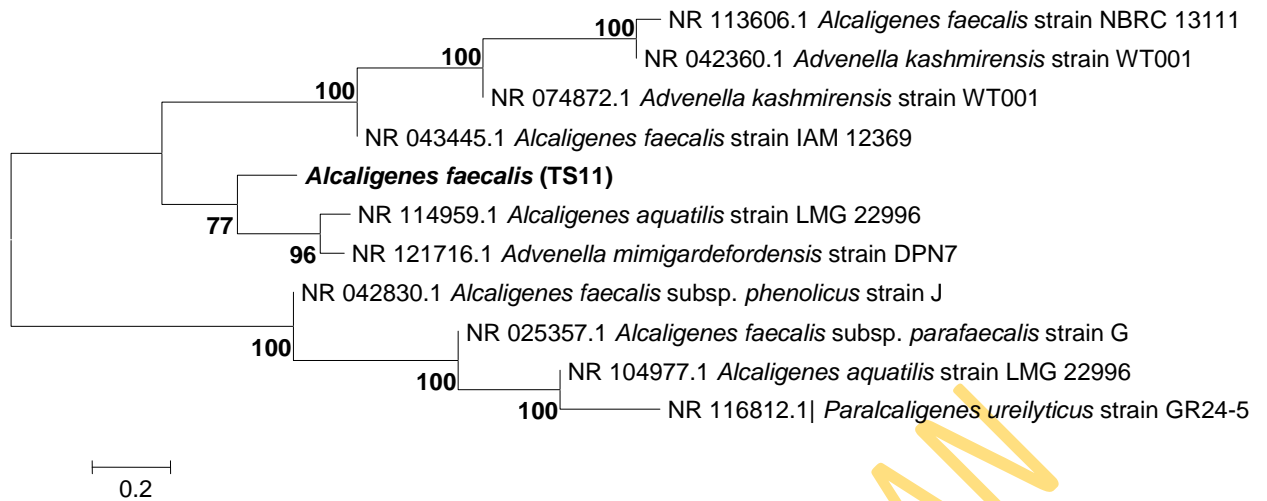 100 NR 113606.1 Alcaligenes faecalis strain NBRC 13111
100 NR 042360.1 Advenella kashmirensis strain WT001
100 NR 074872.1 Advenella kashmirensis strain WT001
NR 043445.1 Alcaligenes faecalis strain IAM 12369
Alcaligenes faecalis (TS11)
77 NR 114959.1 Alcaligenes aquatilis strain LMG 22996
96 NR 121716.1 Advenella mimigardefordensis strain DPN7
NR 042830.1 Alcaligenes faecalis subsp. phenolicus strain J
100 NR 025357.1 Alcaligenes faecalis subsp. parafaecalis strain G
100 NR 104977.1 Alcaligenes aquatilis strain LMG 22996
100 NR 116812.1| Paralcaligenes ureilyticus strain GR24-5
0.2